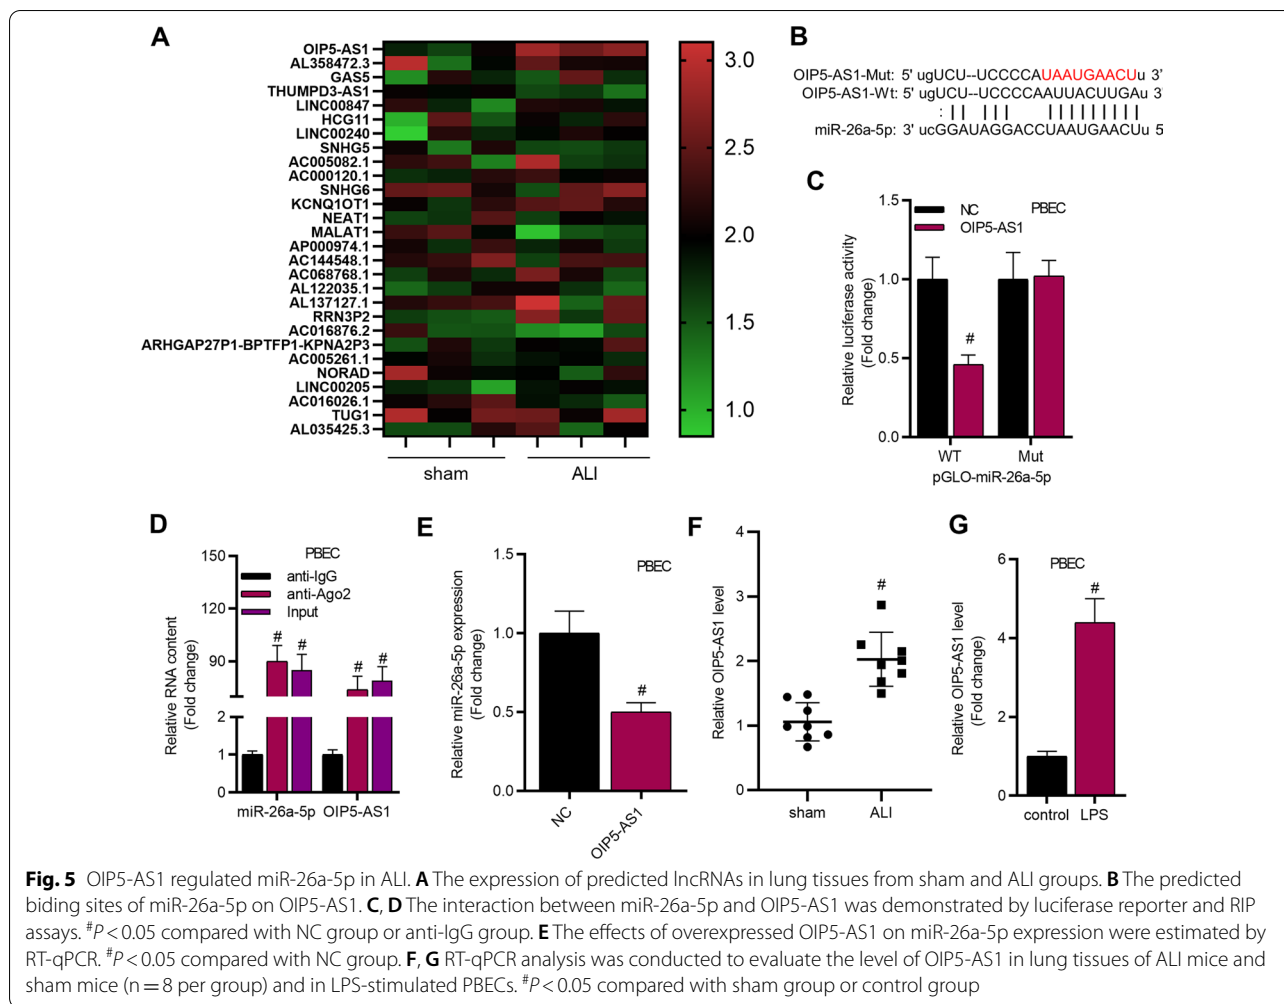 A
OIP5-AS1
AL358472.3
GAS5
THUMPD3-AS1
LINC00847
HCG11
LINC00240
SNHG5
AC005082.1
AC000120.1
SNHG6
KCNQ1OT1
NEAT1
MALAT1
AP000974.1
AC144548.1
AC068768.1
AL122035.1
AL137127.1
RRN3P2
AC016876.2
ARHGAP27P1-BPTFP1-KPNA2P3
AC005261.1
NORAD
LINC00205
AC016026.1
TUG1
AL035425.3
sham ALI
3.0
2.5
2.0
1.5
1.0
B
OIP5-AS1-Mut: 5' ugUCU--UCCCCAUAAUGAACUu 3'
OIP5-AS1-Wt: 5' ugUCU--UCCCCAAUUACUUGAu 3'
: | | | | | | | | | | | | | |
miR-26a-5p: 3' ucGGAUAGGACCUAAUGAACUu 5
C
Relative luciferase activity
(Fold change)
1.5
1.0
0.5
0.0
NC
OIP5-AS1
PBEC
#
WT Mut
pGLO-miR-26a-5p
D
Relative RNA content
(Fold change)
150
120
90
2
1
0
PBEC
anti-IgG
anti-Ago2
Input
# # # #
miR-26a-5p OIP5-AS1
E
Relative miR-26a-5p expression
(Fold change)
1.5
1.0
0.5
0.0
PBEC
#
NC
OIP5-AS1
F
Relative OIP5-AS1 level
4
3
2
1
0
#
sham ALI
G
Relative OIP5-AS1 level
(Fold change)
6
4
2
0
PBEC
#
control LPS
Fig. 5 OIP5-AS1 regulated miR-26a-5p in ALI. A The expression of predicted lncRNAs in lung tissues from sham and ALI groups. B The predicted
biding sites of miR-26a-5p on OIP5-AS1. C, D The interaction between miR-26a-5p and OIP5-AS1 was demonstrated by luciferase reporter and RIP
assays. #P < 0.05 compared with NC group or anti-IgG group. E The effects of overexpressed OIP5-AS1 on miR-26a-5p expression were estimated by
RT-qPCR. #P < 0.05 compared with NC group. F, G RT-qPCR analysis was conducted to evaluate the level of OIP5-AS1 in lung tissues of ALI mice and
sham mice (n = 8 per group) and in LPS-stimulated PBECs. #P < 0.05 compared with sham group or control group